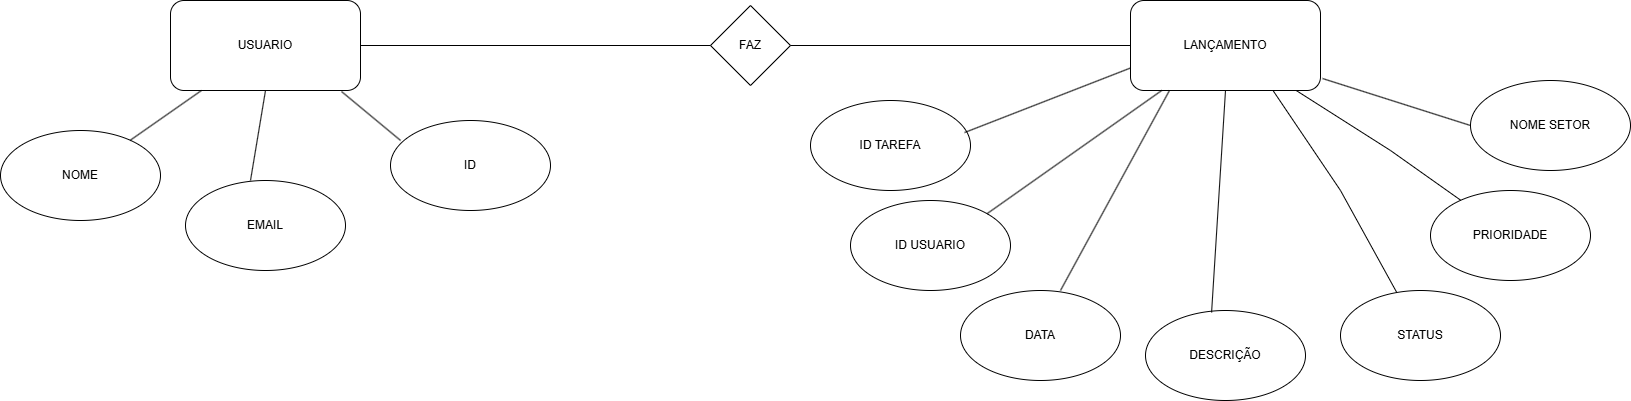 USUARIO
FAZ
LANÇAMENTO
NOME
EMAIL
ID
ID TAREFA
ID USUARIO
DATA
DESCRIÇÃO
STATUS
PRIORIDADE
NOME SETOR